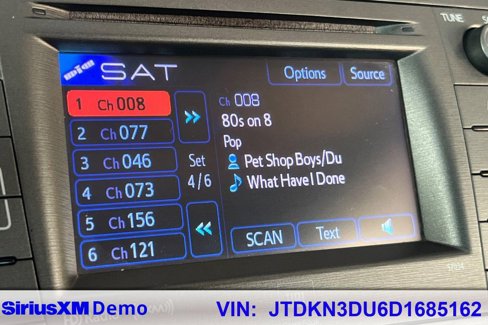 TUNE
SAT
Options
Source
1 Ch 008
2 Ch 077
3 Ch 046
4 Ch 073
5 Ch 156
6 Ch 121
Set
4/6
Ch 008
80s on 8
Pop
Pet Shop Boys/Du
What Have I Done
SCAN
Text
SiriusXM Demo
VIN: JTDKN3DU6D1685162